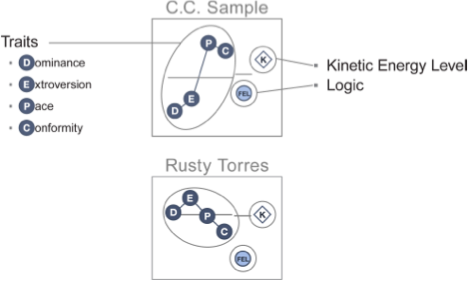 C.C. Sample
Traits
Dominance
Extroversion
Pace
Conformity
P
C
K
E
D
FEL
Kinetic Energy Level
Logic
Rusty Torres
E
D
P
K
C
FEL